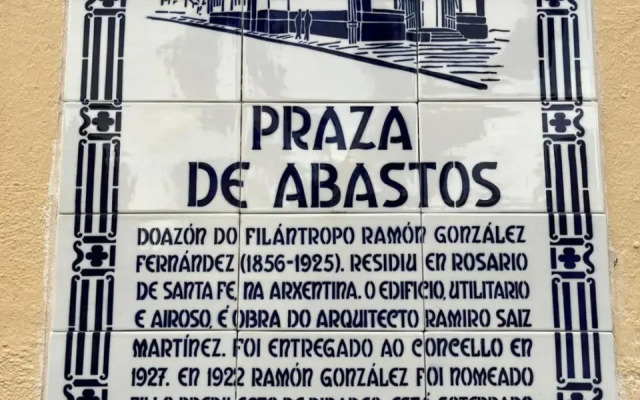 PRAZA
DE ABASTOS
DOAZÓN DO FILÁNTROPO RAMÓN GONZÁLEZ
FERNÁNDEZ (1856-1925). RESIDIU EN ROSARIO
DE SANTA FE, NA ARXENTINA. O EDIFICIO, UTILITARIO
E AIROSO, É OBRA DO ARQUITECTO RAMIRO SAIZ
MARTÍNEZ. FOI ENTREGADO AO CONCELLO EN
1927. EN 1922 RAMÓN GONZÁLEZ FOI NOMEADO